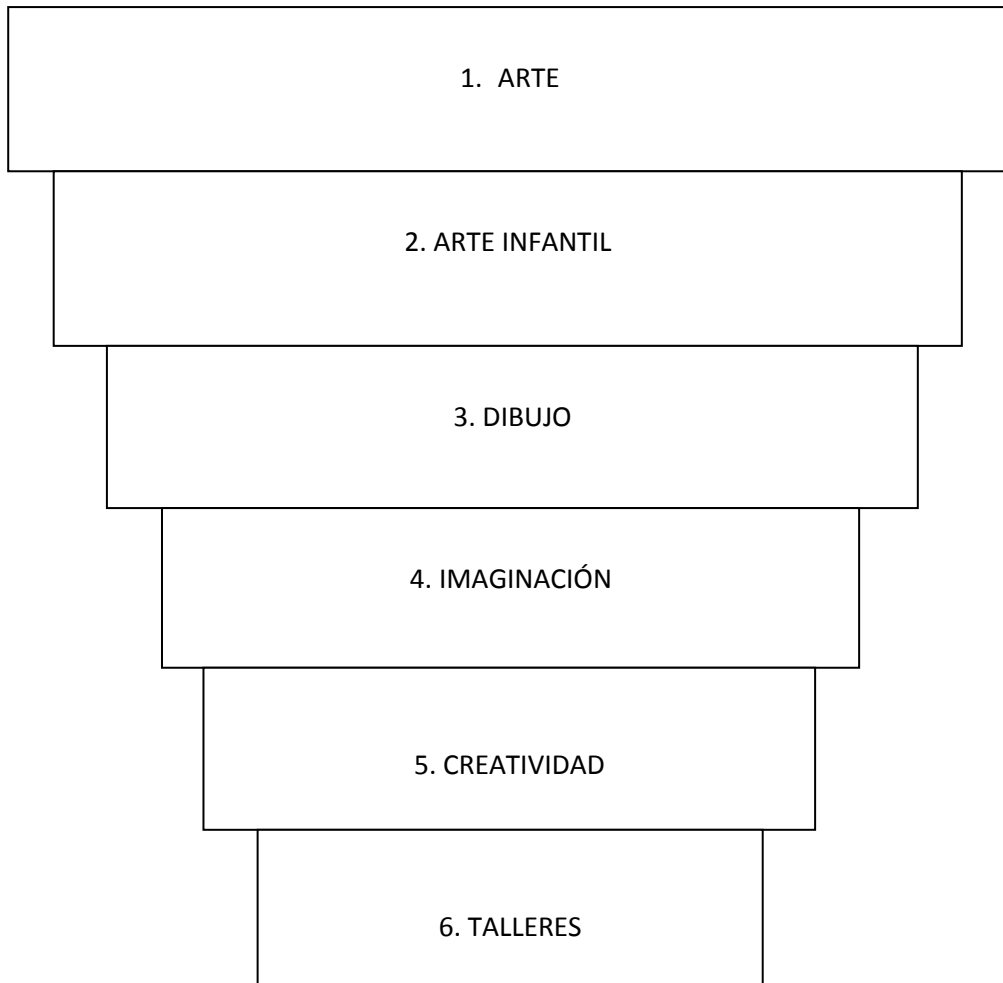 1. ARTE
2. ARTE INFANTIL
3. DIBUJO
4. IMAGINACIÓN
5. CREATIVIDAD
6. TALLERES